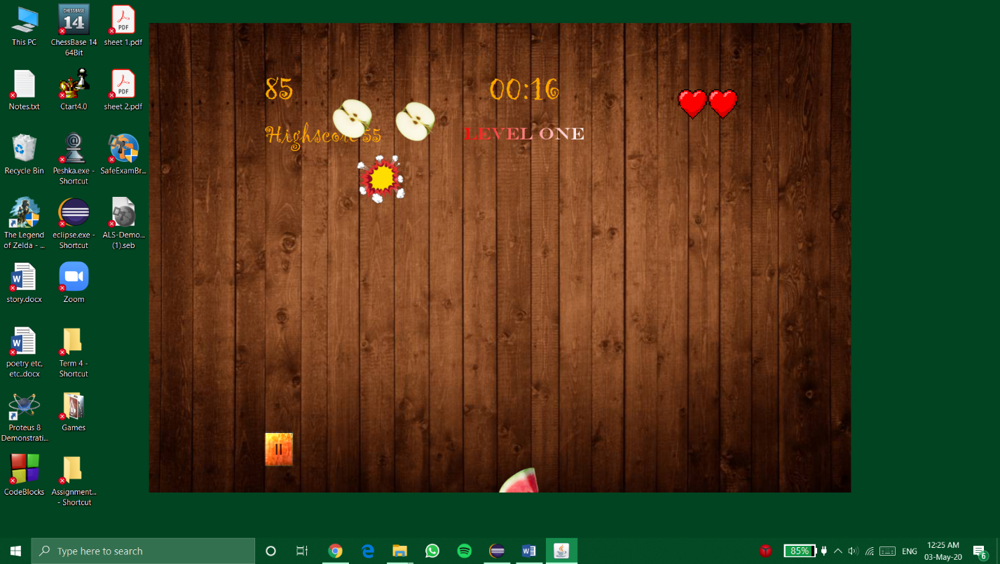 This PC
CHESSBASE
14
ChessBase 14
64Bit
PDF
sheet 1.pdf
Notes.txt
Ctart4.0
PDF
sheet 2.pdf
Recycle Bin
Peshka.exe -
Shortcut
SafeExamBr...
The Legend
of Zelda - ...
eclipse.exe -
Shortcut
ALS-Demo...
(1).seb
W
story.docx
Zoom
W
poetry etc,
etc..docx
Term 4 -
Shortcut
Proteus 8
Demonstrati...
Games
CodeBlocks
Assignment...
- Shortcut
85
00:16
Highscore 55
LEVEL ONE
Type here to search
W
85%
ENG
12:25 AM
03-May-20
6